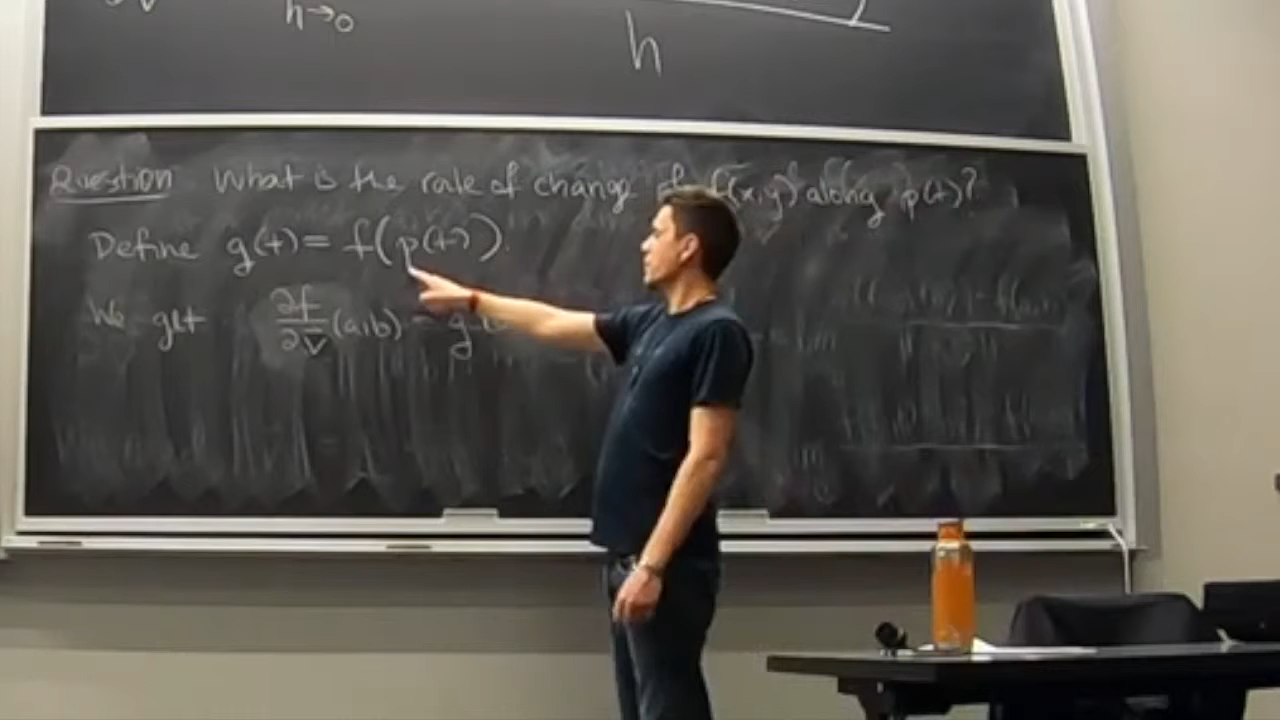 h→0
h
Question What is the rate of change of f(x,y) along p(t)?
Define g(t) = f(p(t)).
We get ∂f/∂v (a,b) = g